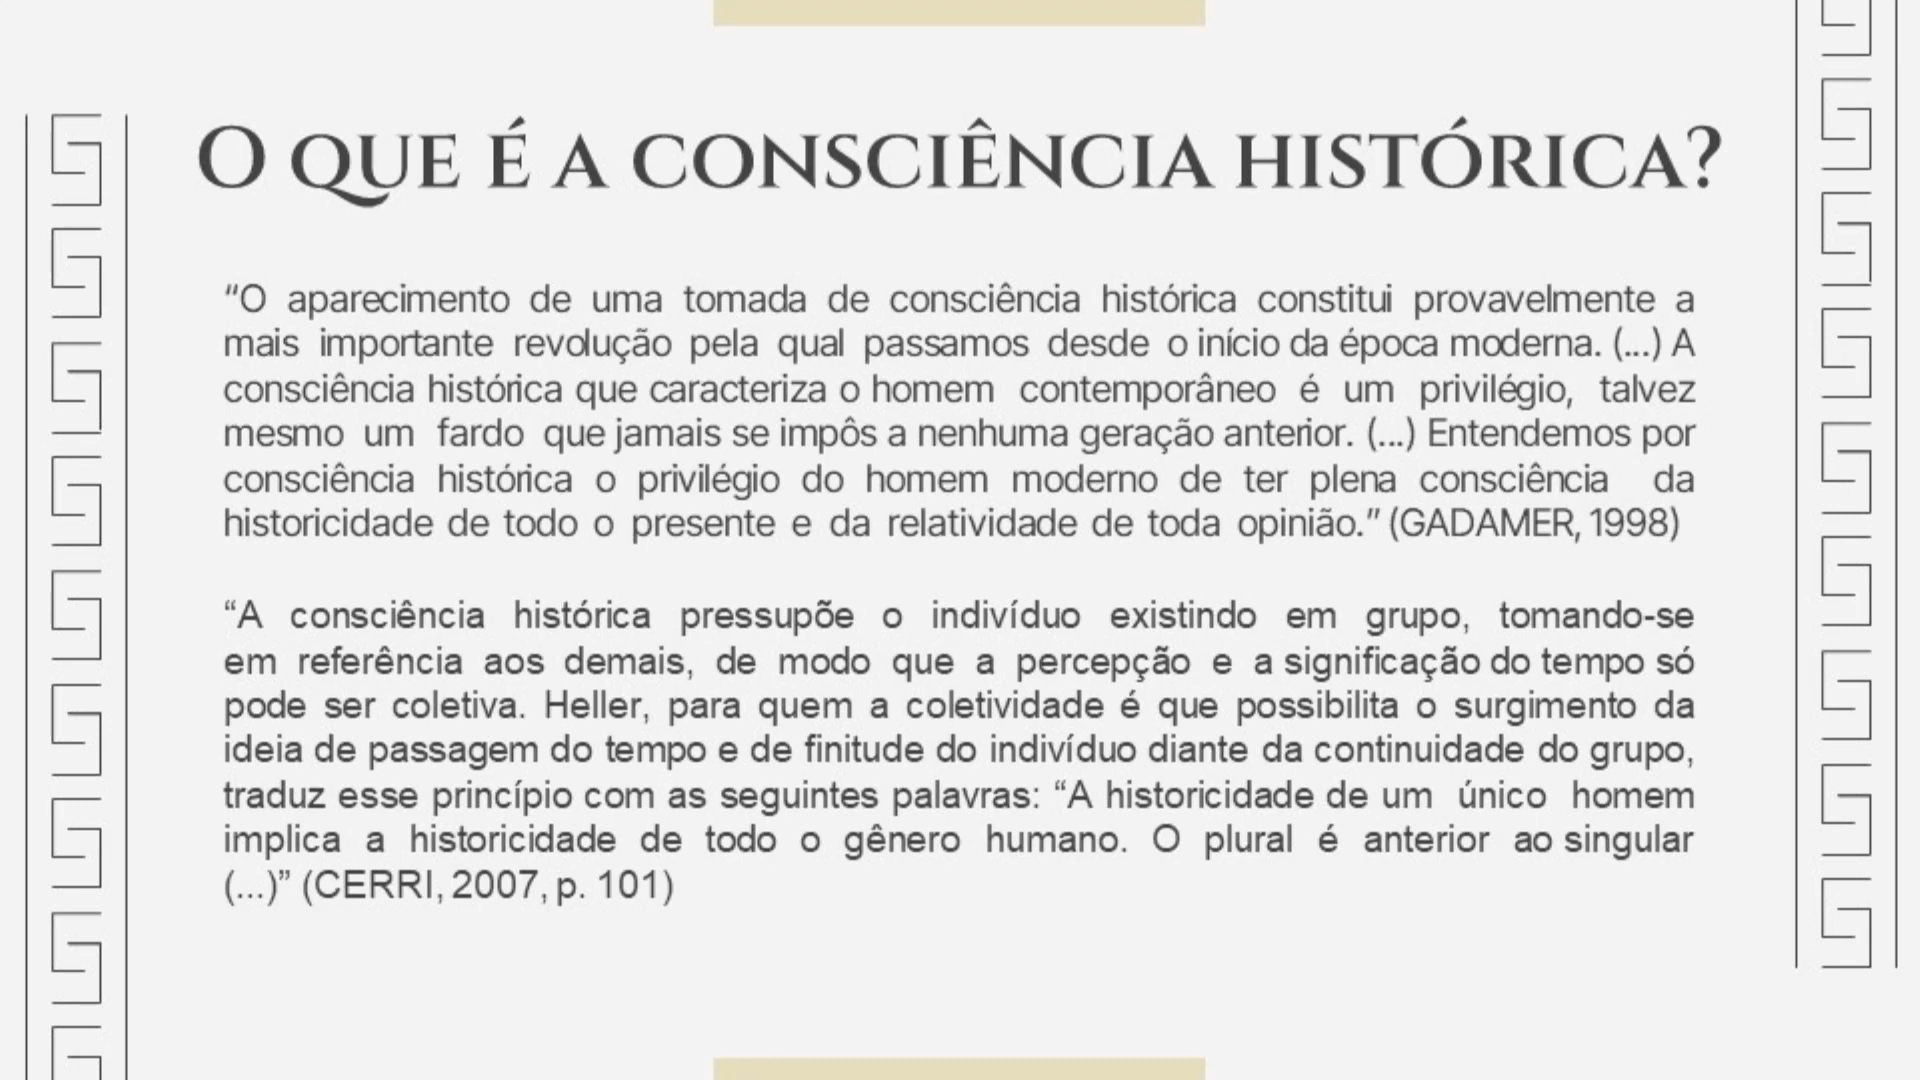 O QUE É A CONSCIÊNCIA HISTÓRICA?
“O aparecimento de uma tomada de consciência histórica constitui provavelmente a
mais importante revolução pela qual passamos desde o início da época moderna. (...) A
consciência histórica que caracteriza o homem contemporâneo é um privilégio, talvez
mesmo um fardo que jamais se impôs a nenhuma geração anterior. (...) Entendemos por
consciência histórica o privilégio do homem moderno de ter plena consciência da
historicidade de todo o presente e da relatividade de toda opinião.” (GADAMER, 1998)
“A consciência histórica pressupõe o indivíduo existindo em grupo, tomando-se
em referência aos demais, de modo que a percepção e a significação do tempo só
pode ser coletiva. Heller, para quem a coletividade é que possibilita o surgimento da
ideia de passagem do tempo e de finitude do indivíduo diante da continuidade do grupo,
traduz esse princípio com as seguintes palavras: “A historicidade de um único homem
implica a historicidade de todo o gênero humano. O plural é anterior ao singular
(...)” (CERRI, 2007, p. 101)